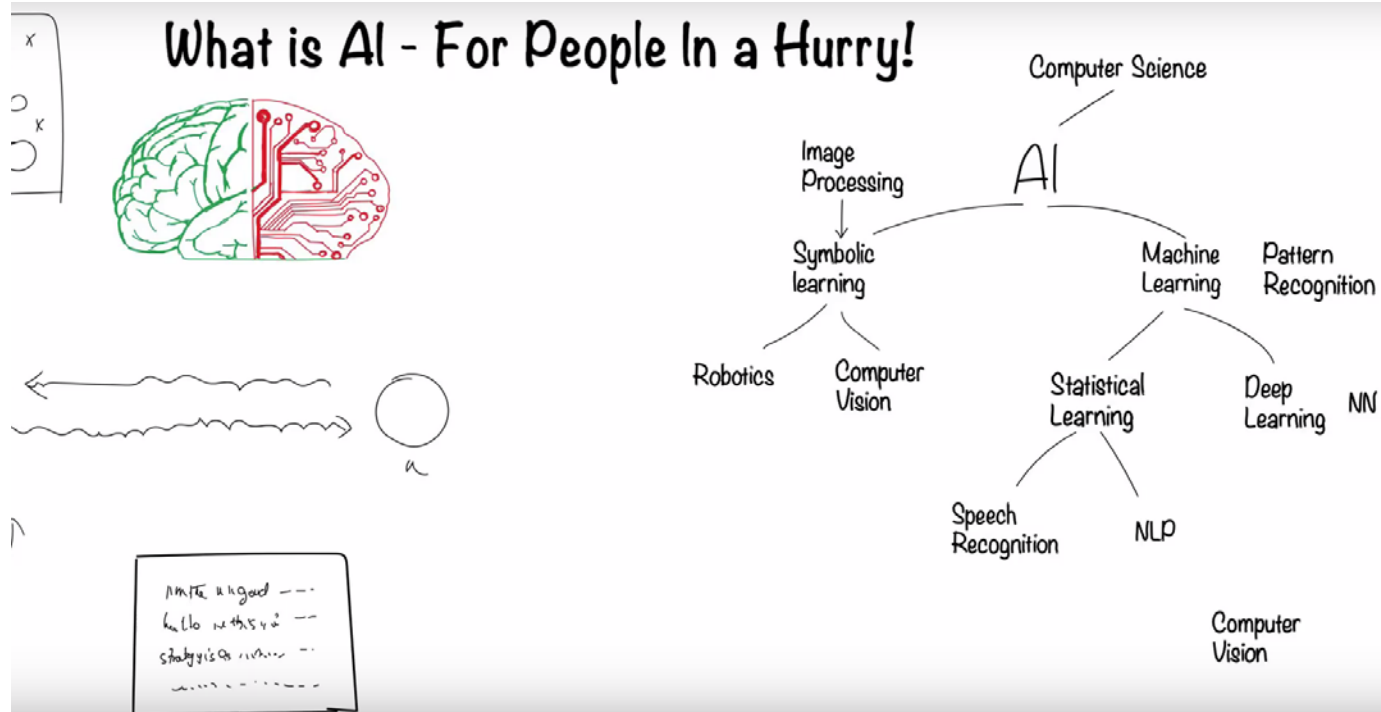 What is AI - For People In a Hurry!
x
x
Computer Science
AI
Image
Processing
Symbolic
learning
Machine
Learning
Pattern
Recognition
Robotics
Computer
Vision
Statistical
Learning
Deep
Learning
NN
a
Speech
Recognition
NLP
hello
Computer
Vision